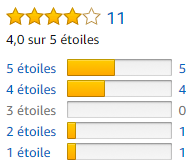 11
4,0 sur 5 étoiles
5 étoiles 5
4 étoiles 4
3 étoiles 0
2 étoiles 1
1 étoile 1